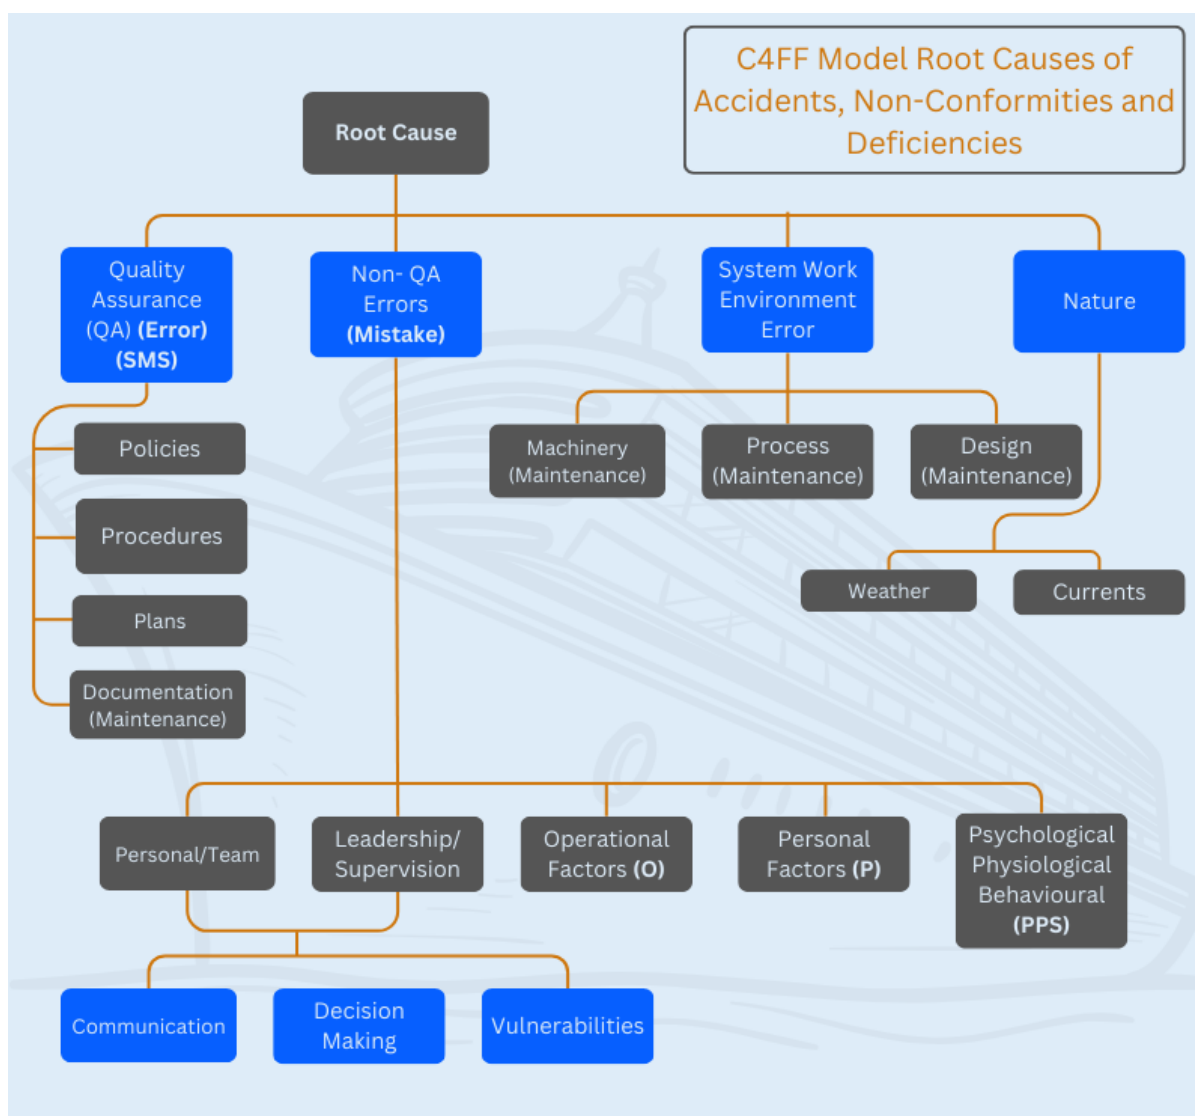 C4FF Model Root Causes of
Accidents, Non-Conformities and
Deficiencies
Root Cause
Quality
Assurance
(QA) (Error)
(SMS)
Non- QA
Errors
(Mistake)
System Work
Environment
Error
Nature
Policies
Procedures
Plans
Documentation
(Maintenance)
Machinery
(Maintenance)
Process
(Maintenance)
Design
(Maintenance)
Weather
Currents
Personal/Team
Leadership/
Supervision
Operational
Factors (O)
Personal
Factors (P)
Psychological
Physiological
Behavioural
(PPS)
Communication
Decision
Making
Vulnerabilities